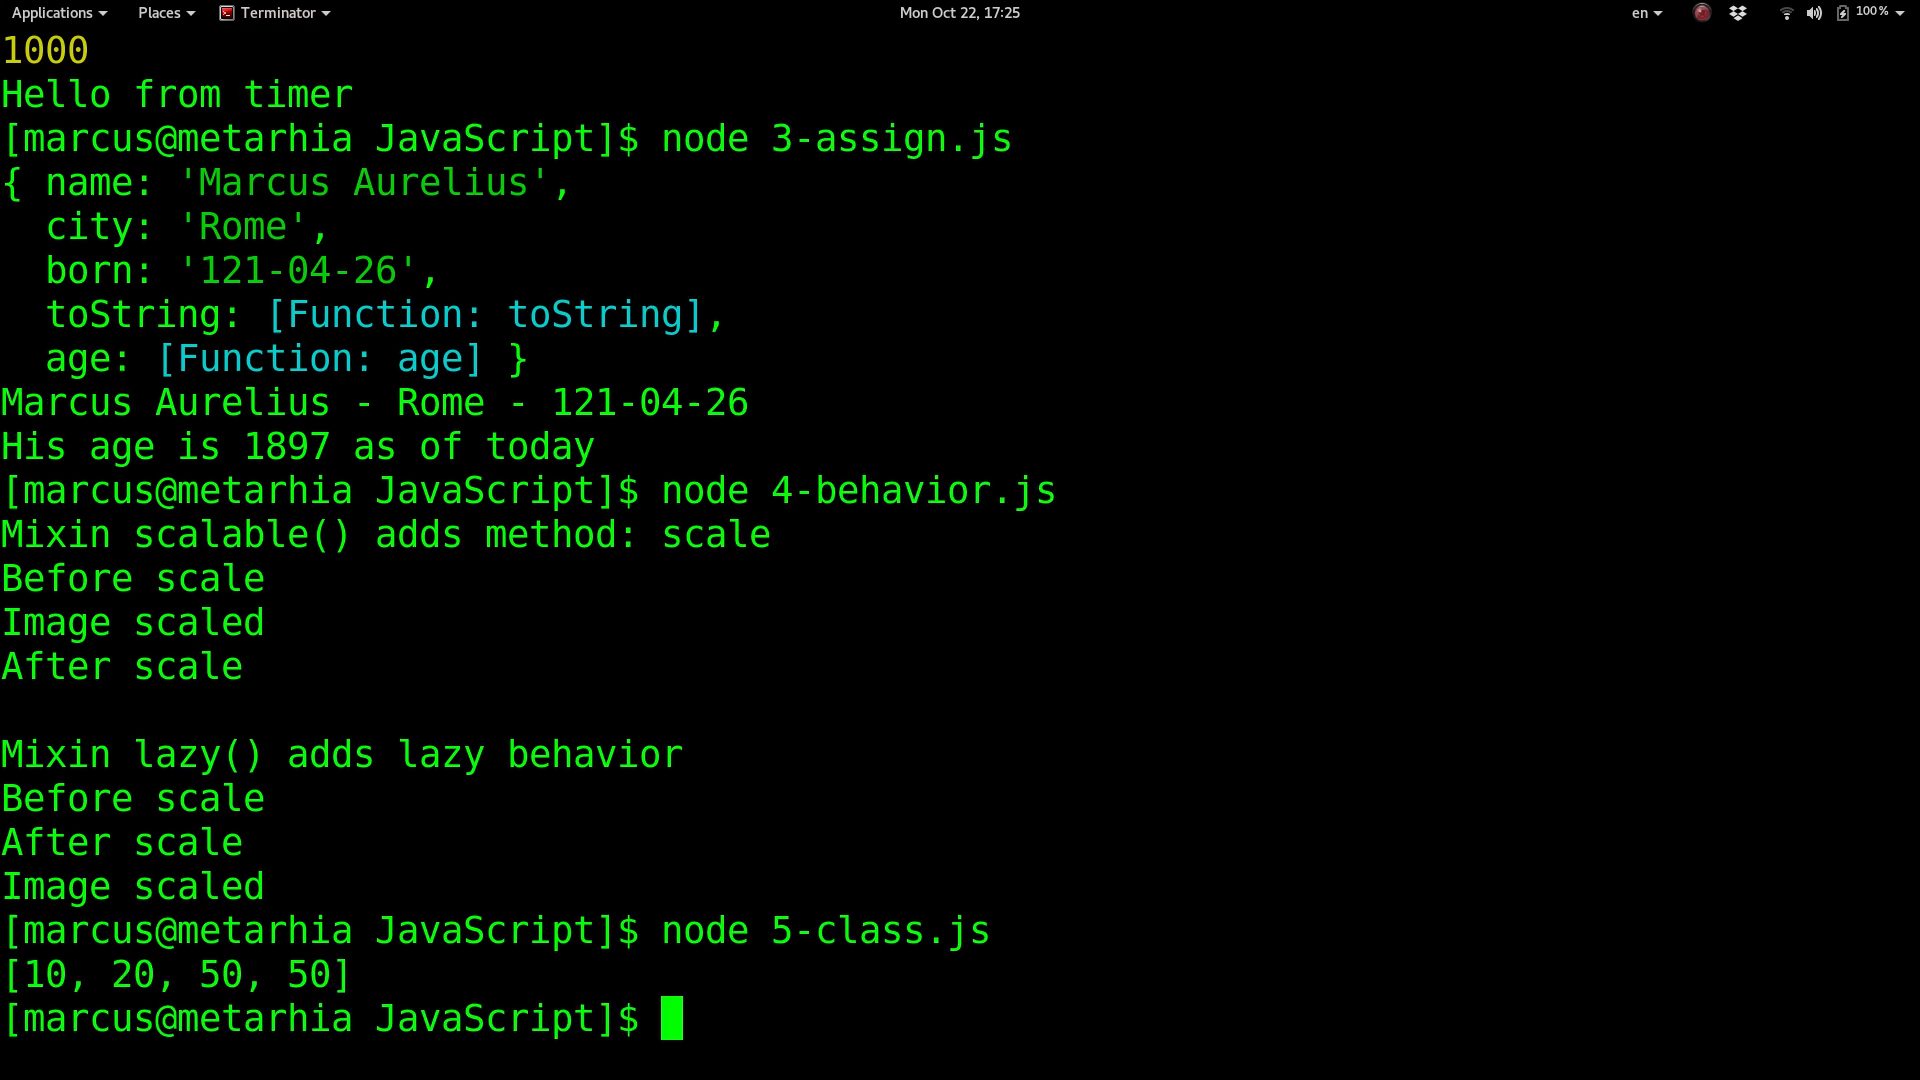 Applications Places Terminator Mon Oct 22, 17:25 en 100%
1000
Hello from timer
[marcus@metarhia JavaScript]$ node 3-assign.js
{ name: 'Marcus Aurelius',
  city: 'Rome',
  born: '121-04-26',
  toString: [Function: toString],
  age: [Function: age] }
Marcus Aurelius - Rome - 121-04-26
His age is 1897 as of today
[marcus@metarhia JavaScript]$ node 4-behavior.js
Mixin scalable() adds method: scale
Before scale
Image scaled
After scale

Mixin lazy() adds lazy behavior
Before scale
After scale
Image scaled
[marcus@metarhia JavaScript]$ node 5-class.js
[10, 20, 50, 50]
[marcus@metarhia JavaScript]$